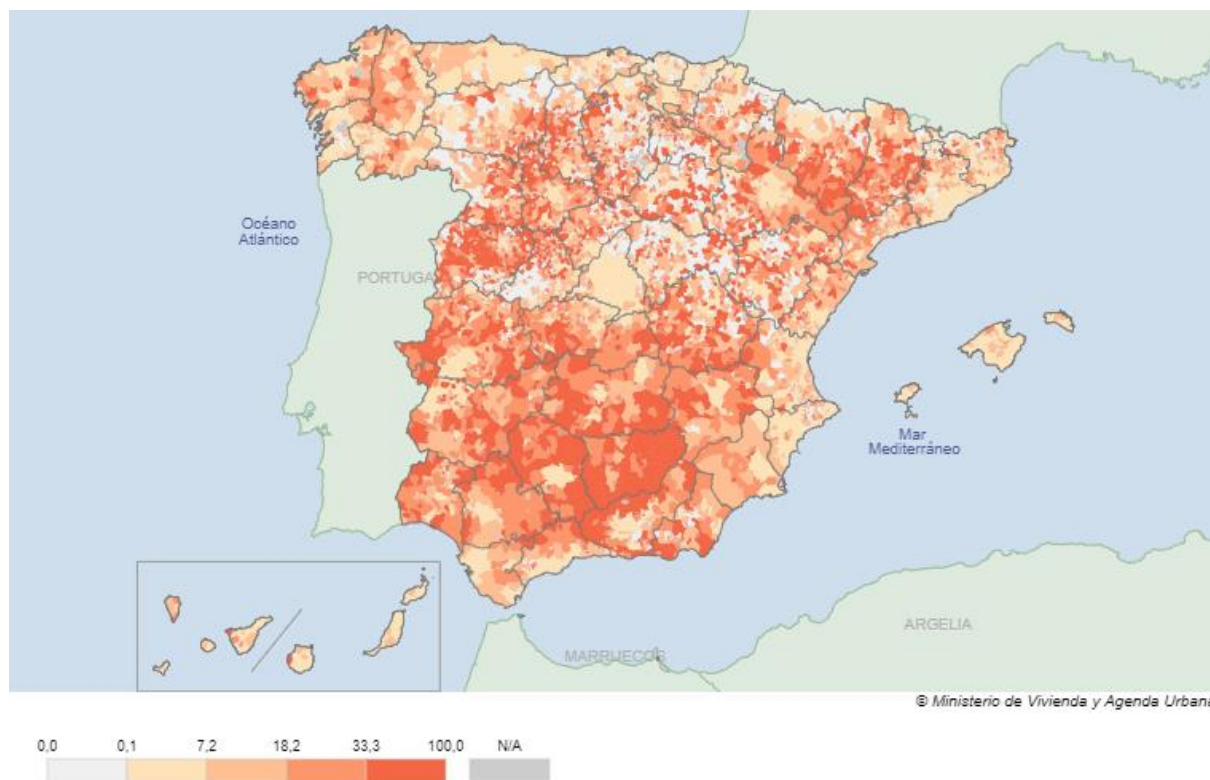 Océano
Atlántico
PORTUGA
Mar
Mediterráneo
ARGELIA
MARRUECOS
© Ministerio de Vivienda y Agenda Urbana
0,0 0,1 7,2 18,2 33,3 100,0 N/A